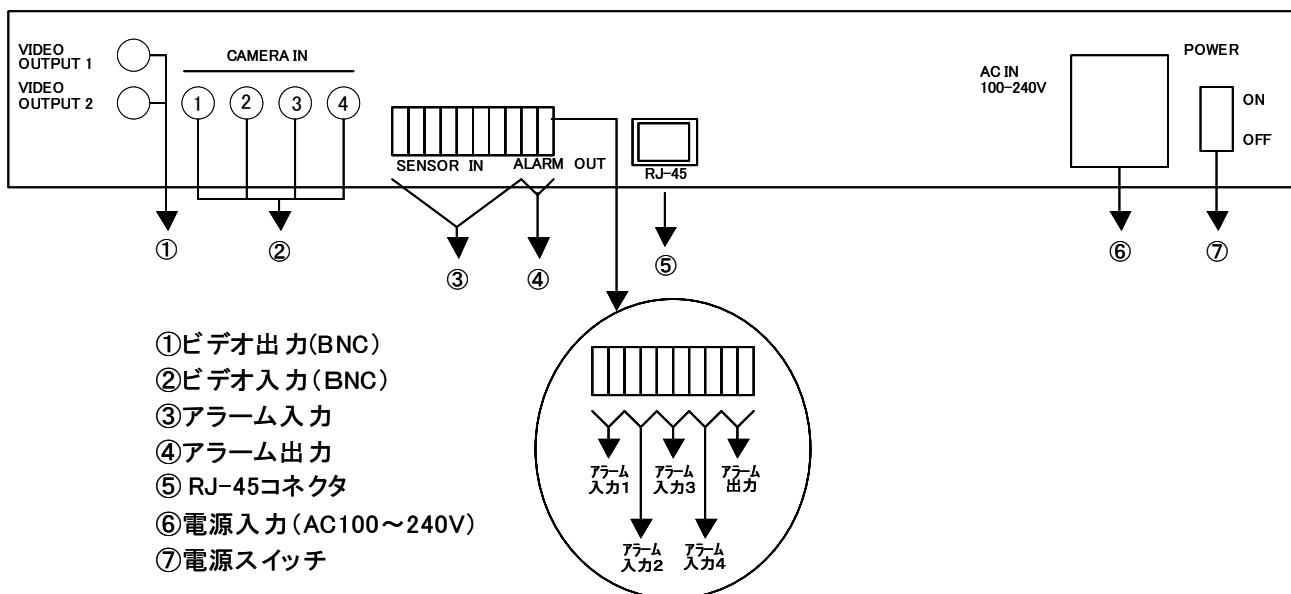 VIDEO
OUTPUT 1
VIDEO
OUTPUT 2
CAMERA IN
1 2 3 4
SENSOR IN
ALARM OUT
RJ-45
AC IN
100-240V
POWER
ON
OFF
① ② ③ ④ ⑤ ⑥ ⑦
①ビデオ出力(BNC)
②ビデオ入力(BNC)
③アラーム入力
④アラーム出力
⑤RJ-45コネクタ
⑥電源入力(AC100～240V)
⑦電源スイッチ
アラーム
入力1
アラーム
入力3
アラーム
出力
アラーム
入力2
アラーム
入力4